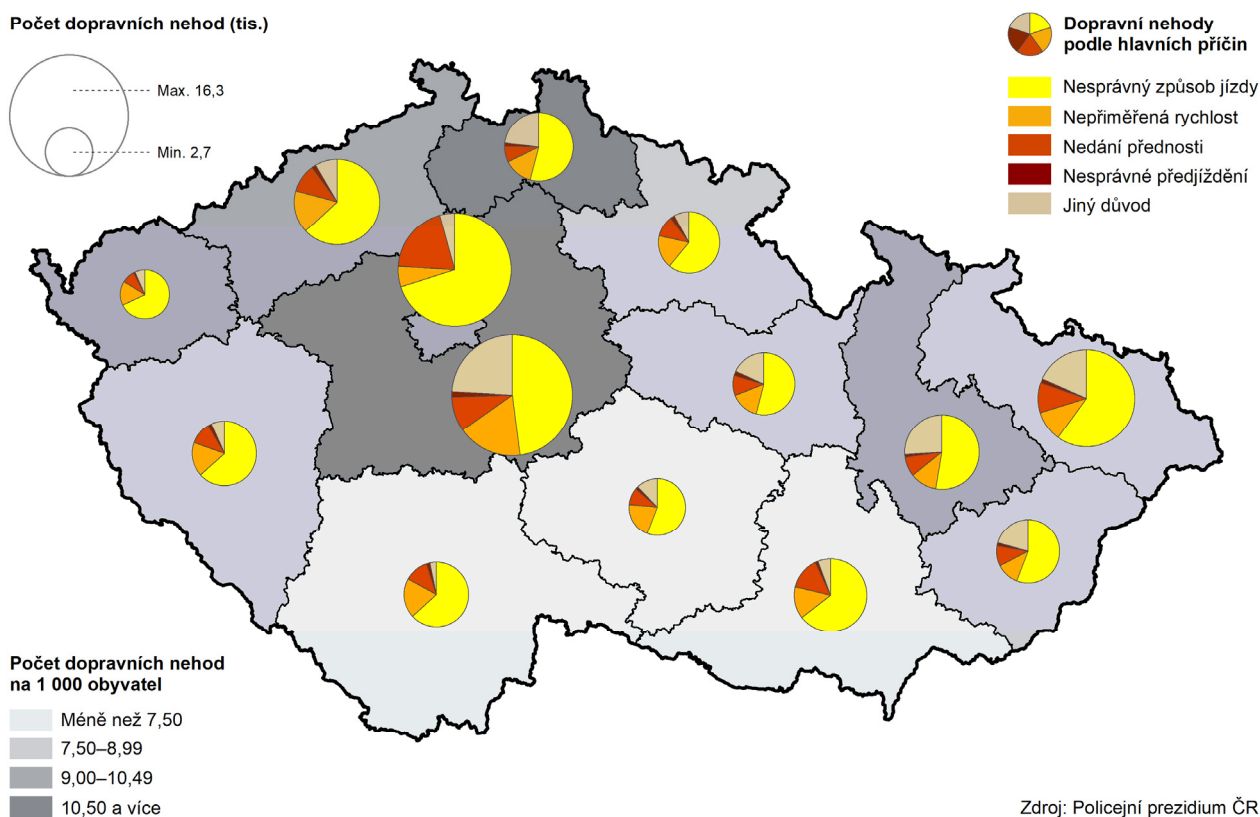 Počet dopravních nehod (tis.)
Max. 16,3
Min. 2,7
Dopravní nehody
podle hlavních příčin
Nesprávný způsob jízdy
Nepřiměřená rychlost
Nedání přednosti
Nesprávné předjíždění
Jiný důvod
Počet dopravních nehod
na 1 000 obyvatel
Méně než 7,50
7,50–8,99
9,00–10,49
10,50 a více
Zdroj: Policejní prezidium ČR